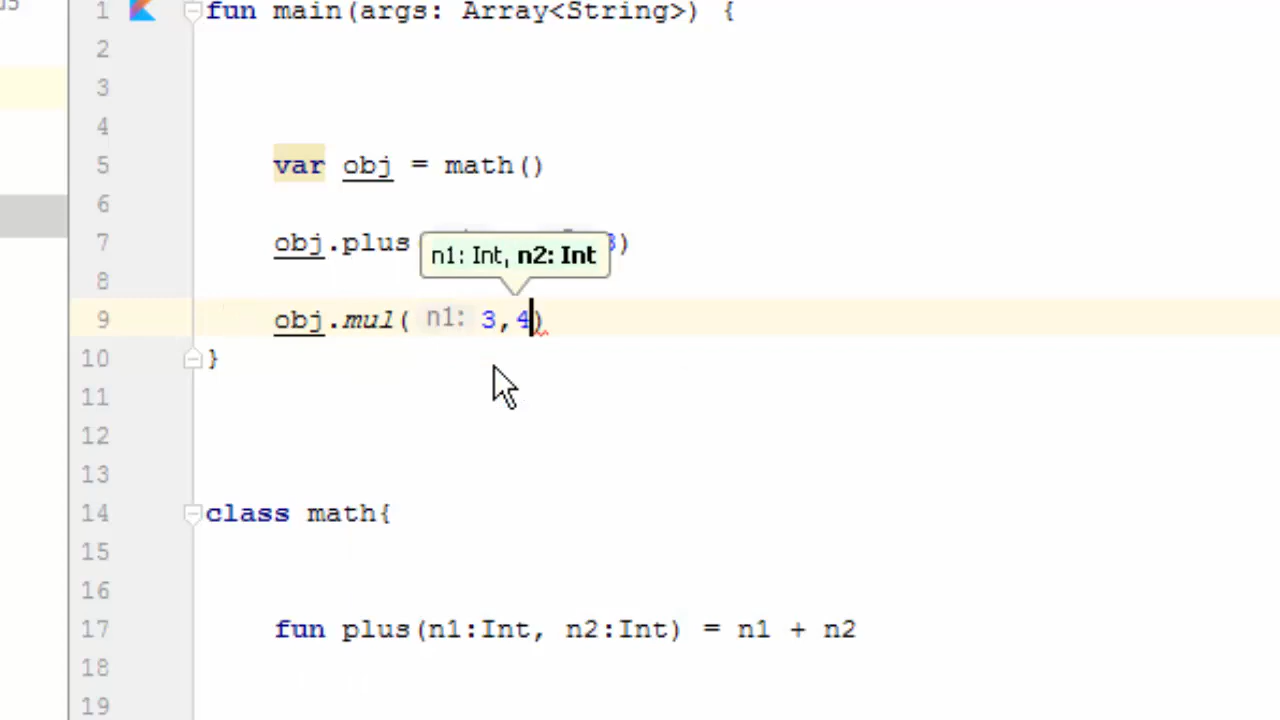 1 fun main(args: Array<String>) {
2
3
4
5 var obj = math()
6
7 obj.plus 3)
n1: Int, n2: Int
8
9 obj.mul( n1: 3,4)
10 }
11
12
13
14 class math{
15
16
17 fun plus(n1:Int, n2:Int) = n1 + n2
18
19